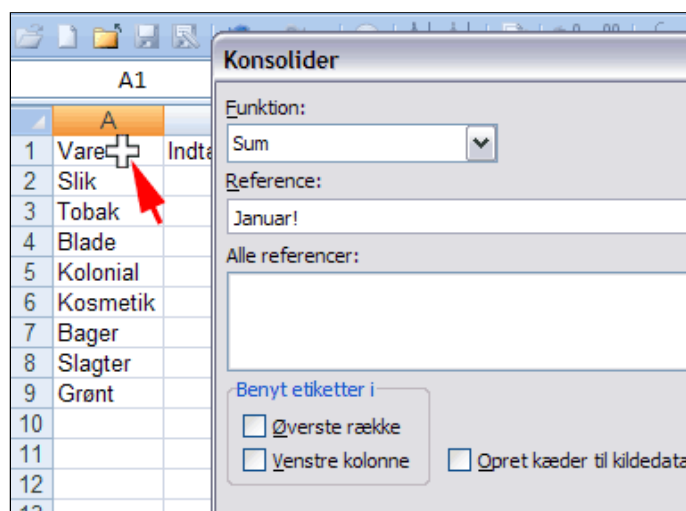 Konsolider
A1
Funktion:
A
Sum
1 Vare
2 Slik
Reference:
3 Tobak
Januar!
4 Blade
Alle referencer:
5 Kolonial
6 Kosmetik
7 Bager
8 Slagter
9 Grønt
Benyt etiketter i
10
Øverste række
11
Venstre kolonne
Opret kæder til kildedata
12